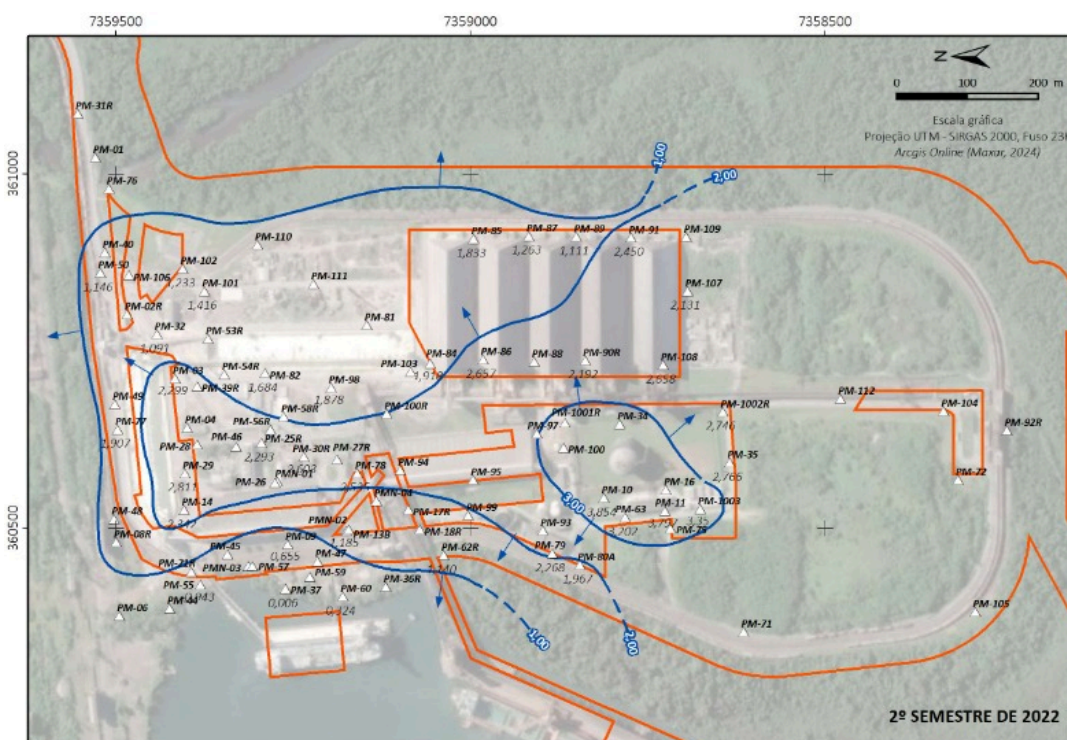 7359500
7359000
7358500
361000
360500
N
0 100 200 m
Escala gráfica
Projeção UTM - SIRGAS 2000, Fuso 23
Arcgis Online (Maxar, 2024)
PM-31R
PM-01
PM-76
1,00
2,00
PM-40
PM-110
PM-85
1,833
PM-87
1,263
PM-89
1,111
PM-91
2,450
PM-109
PM-50
1,146
PM-106
PM-102
1,233
PM-101
1,416
PM-111
PM-107
2,131
PM-02R
PM-32
1,091
PM-53R
PM-81
PM-83
2,299
PM-39R
PM-54R
PM-82
1,684
PM-98
1,878
PM-103
PM-84
PM-86
2,657
PM-88
PM-90R
2,192
PM-108
2,558
PM-49
PM-77
1,907
PM-58R
PM-100R
PM-97
PM-1001R
PM-34
PM-1002R
2,746
PM-112
PM-104
PM-92R
PM-04
PM-28
PM-46
PM-56R
PM-25R
2,293
PM-30R
PM-27R
PM-100
PM-35
2,766
PM-29
2,811
PM-26
PMN-01
PM-78
PM-94
PM-95
PM-72
PM-14
PMN-04
PM-17R
PM-99
3,00
PM-10
3,854
PM-16
PM-11
PM-1003
PM-63
3,202
PM-48
PM-08R
PMN-02
1,185
PM-13B
PM-18R
PM-93
PM-09
0,655
PM-45
PM-21R
PMN-03
PM-57
PM-47
PM-62R
PM-79
2,268
PM-80A
1,967
PM-55
PM-59
PM-37
0,006
PM-60
0,324
PM-36R
PM-44
PM-06
1,00
2,00
PM-71
PM-105
2º SEMESTRE DE 2022